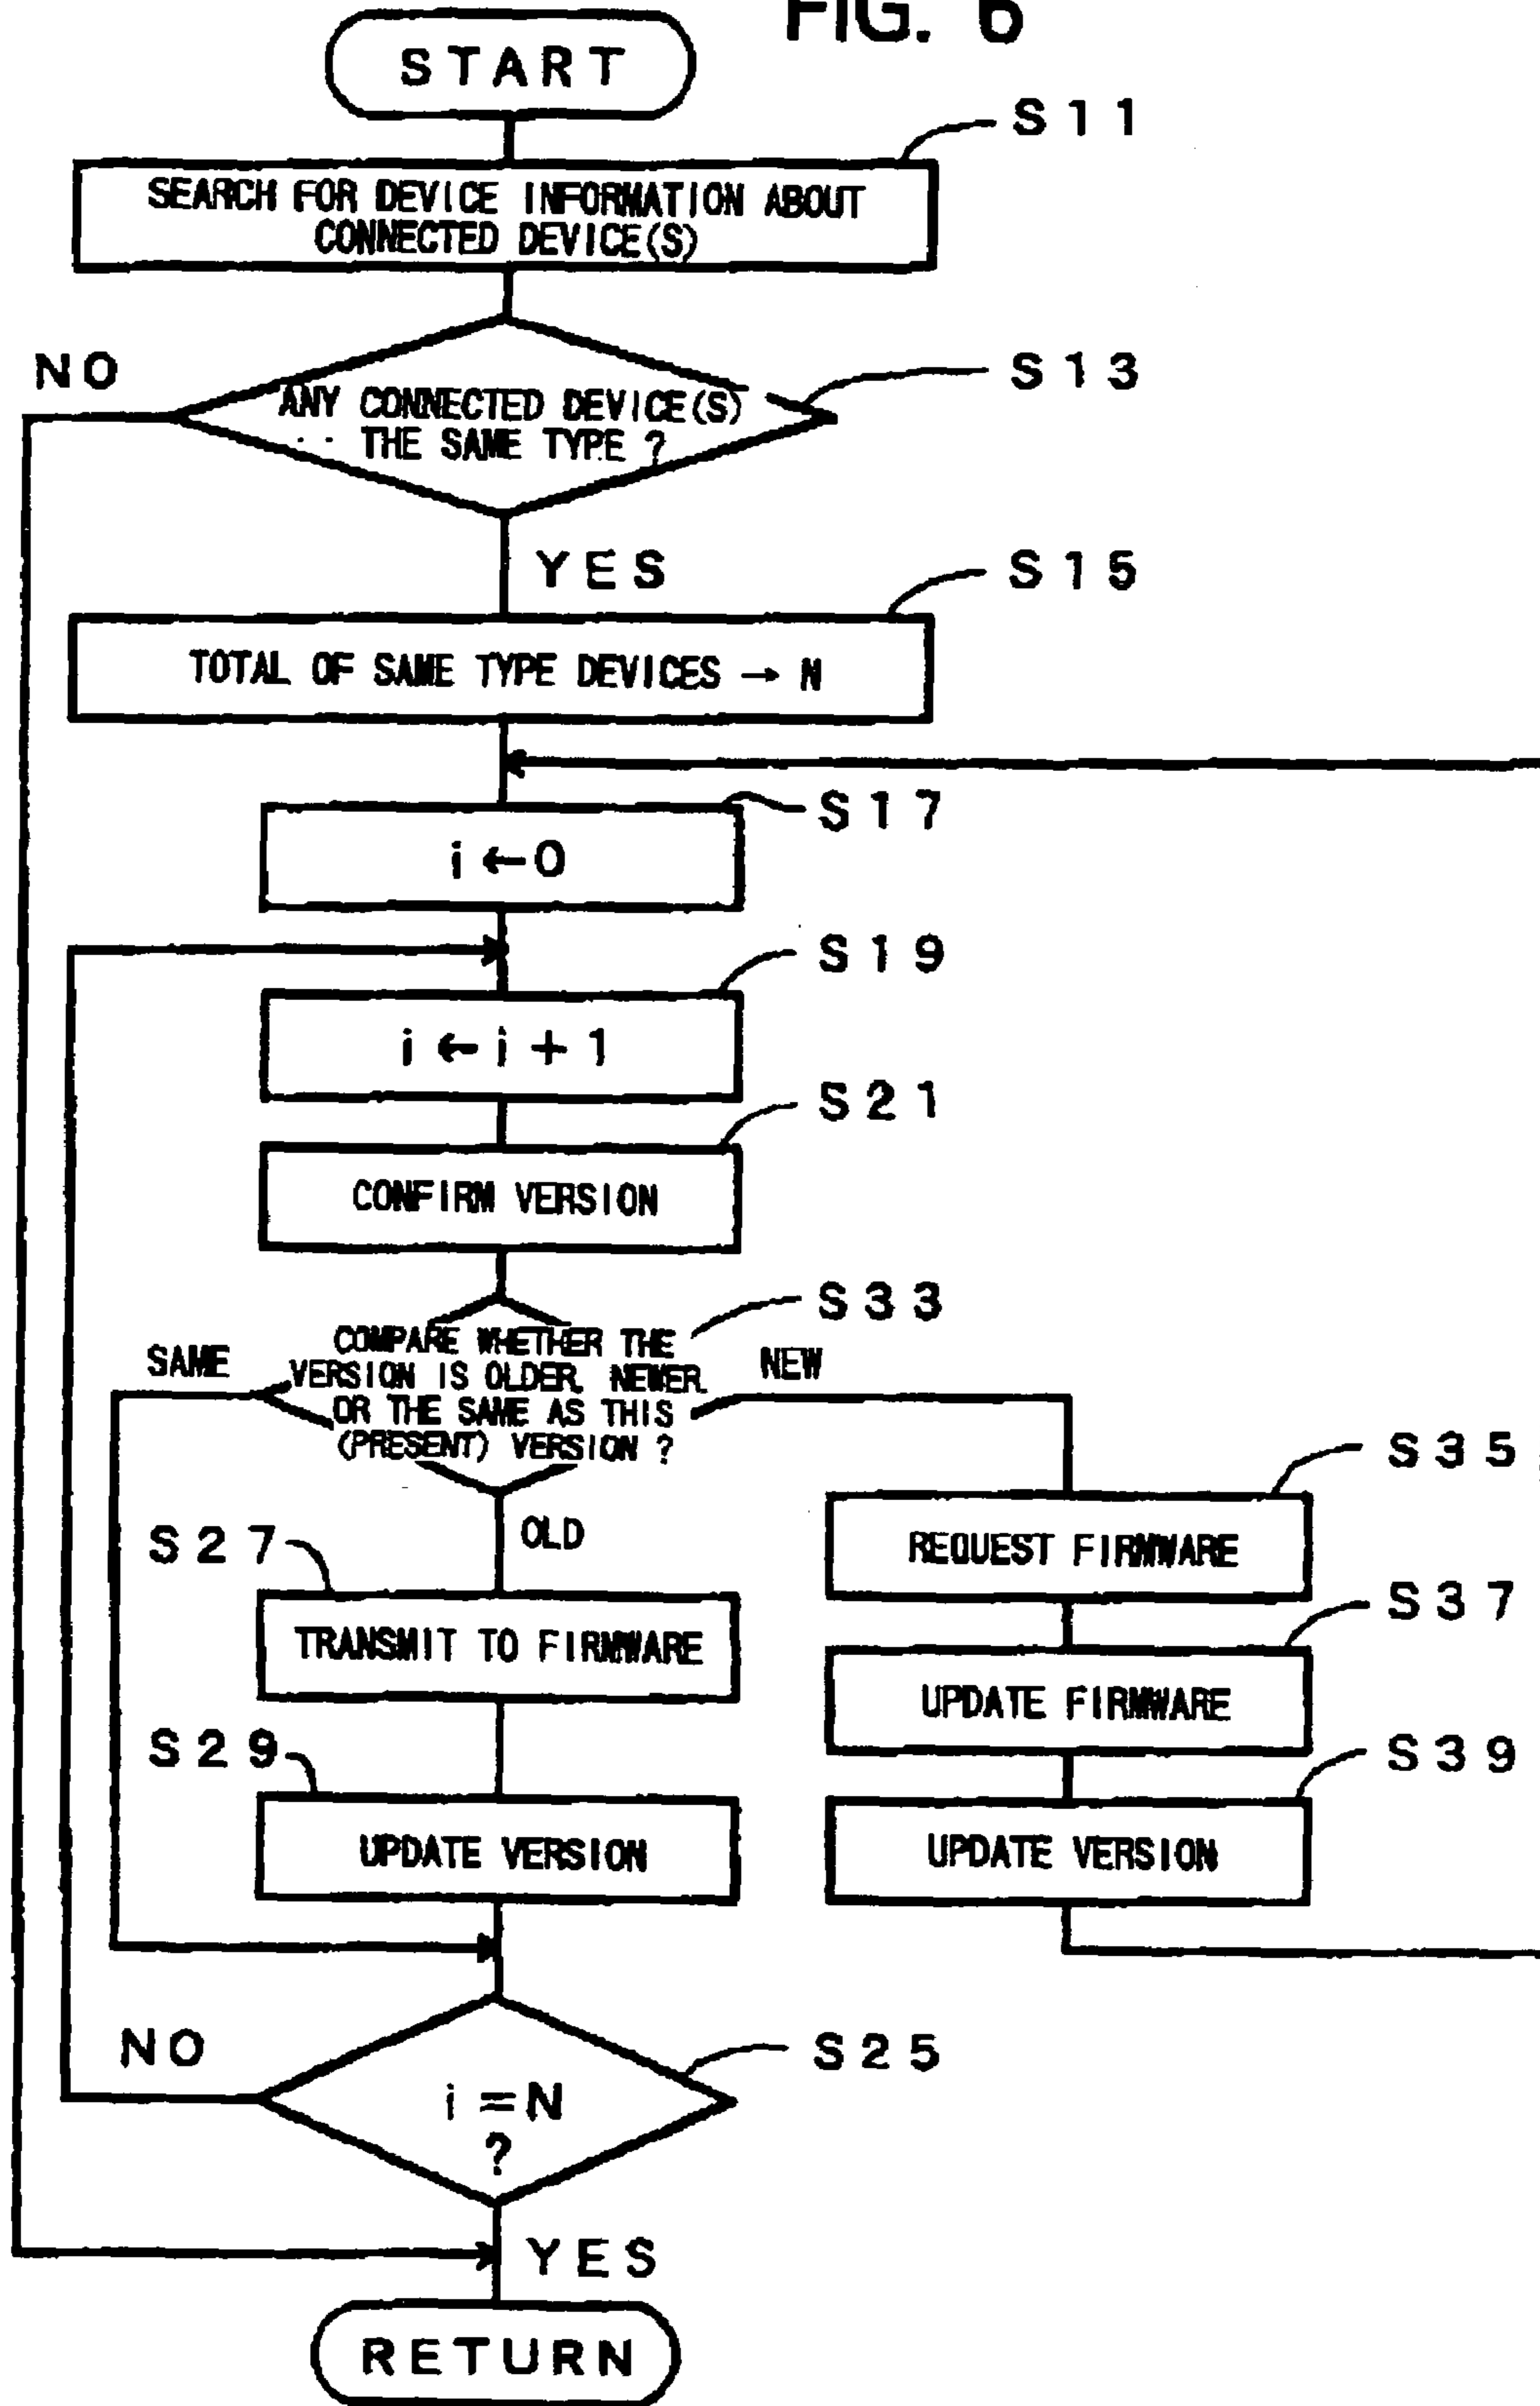 FIG. 6
START
S11
SEARCH FOR DEVICE INFORMATION ABOUT
CONNECTED DEVICE(S)
NO
S13
ANY CONNECTED DEVICE(S)
THE SAME TYPE ?
YES
S15
TOTAL OF SAME TYPE DEVICES → N
S17
i ← 0
S19
i ← i + 1
S21
CONFIRM VERSION
S33
SAME
COMPARE WHETHER THE
VERSION IS OLDER, NEWER
OR THE SAME AS THIS
(PRESENT) VERSION ?
NEW
S35
REQUEST FIRMWARE
OLD
S27
TRANSMIT TO FIRMWARE
S37
UPDATE FIRMWARE
S29
UPDATE VERSION
S39
UPDATE VERSION
NO
S25
i = N
?
YES
RETURN